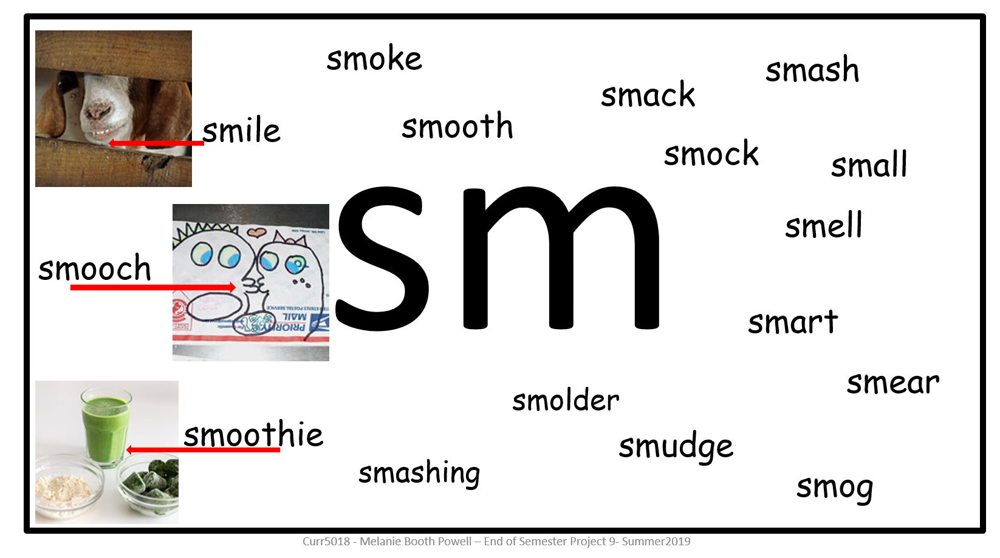 smoke
smash
smack
smile
smooth
smock
small
sm
smell
smooch
PRIORITY
MAIL
smart
smear
smolder
smoothie
smudge
smashing
smog
Curr5018 - Melanie Booth Powell – End of Semester Project 9- Summer2019